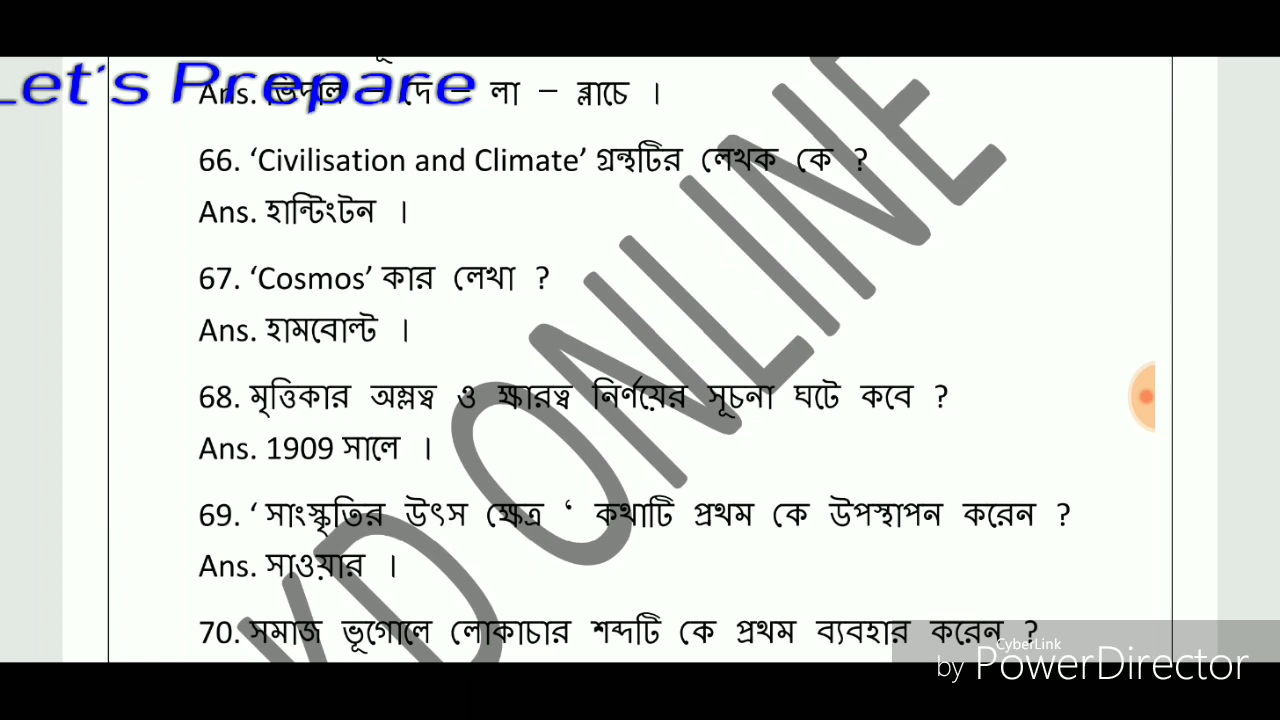 Let's Prepare
Ans. ভিদাল – দে – লা – ব্লাচে ।
66. ‘Civilisation and Climate’ গ্রন্থটির লেখক কে ?
Ans. হান্টিংটন ।
67. ‘Cosmos’ কার লেখা ?
Ans. হামবোল্ট ।
68. মৃত্তিকার অম্লত্ব ও ক্ষারত্ব নির্ণয়ের সূচনা ঘটে কবে ?
Ans. 1909 সালে ।
69. ‘ সাংস্কৃতির উৎস ক্ষেত্র ‘ কথাটি প্রথম কে উপস্থাপন করেন ?
Ans. সাওয়ার ।
70. সমাজ ভূগোলে লোকাচার শব্দটি কে প্রথম ব্যবহার করেন ?
KD ONLINE
CyberLink
by PowerDirector